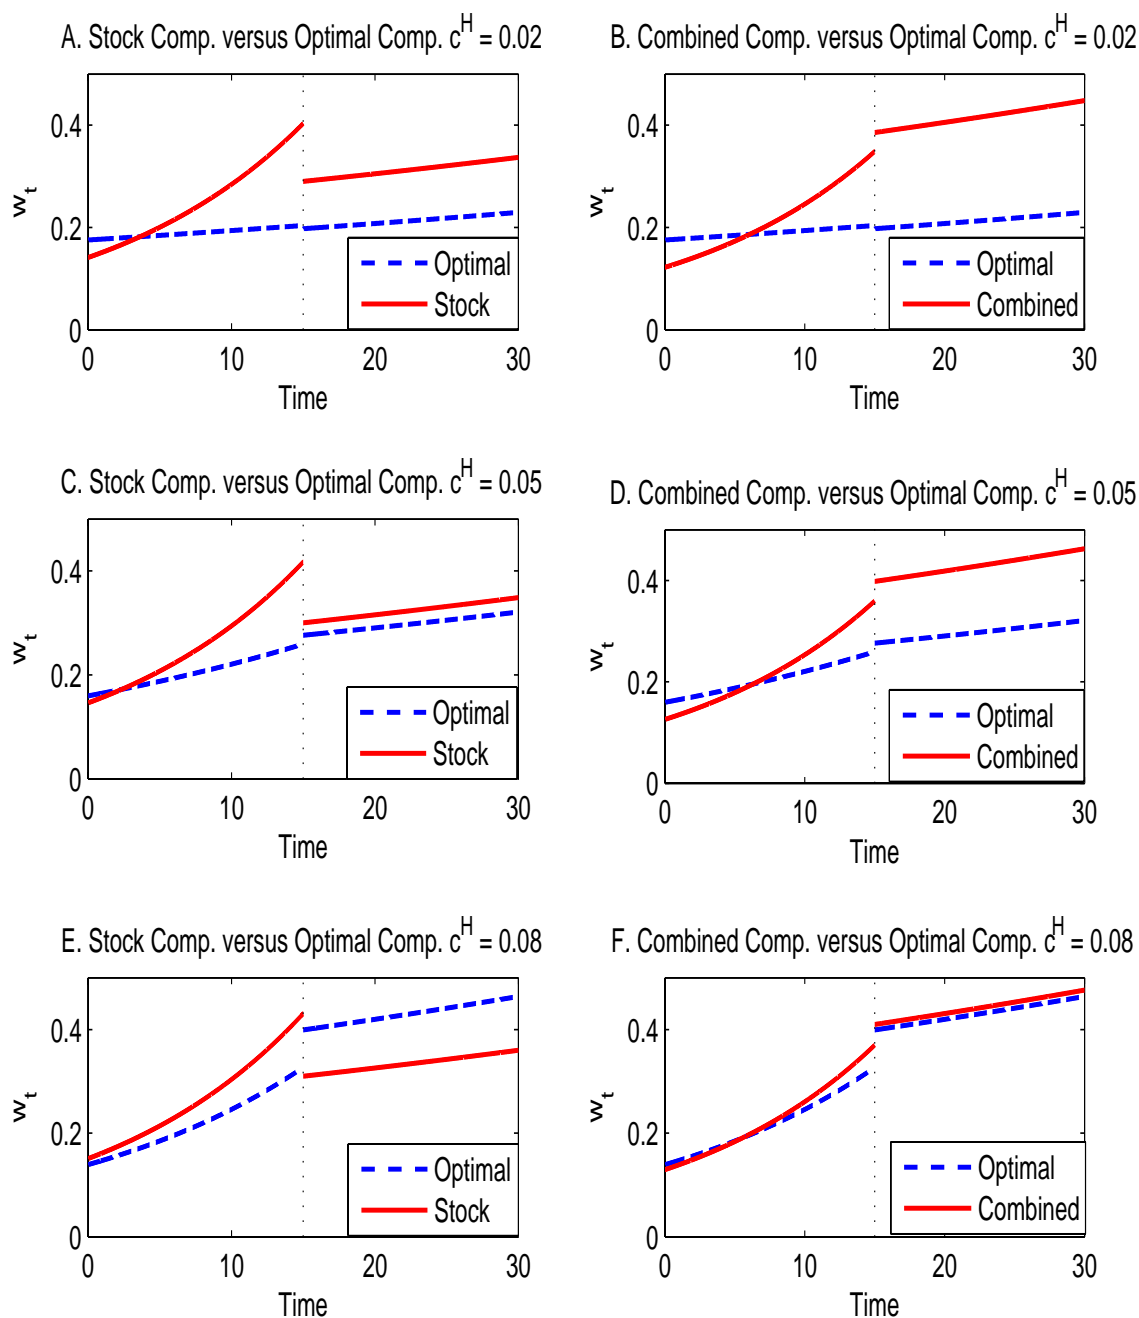 A. Stock Comp. versus Optimal Comp. c^H = 0.02
0.4
0.2
0
w_t
Optimal
Stock
0 10 20 30
Time
B. Combined Comp. versus Optimal Comp. c^H = 0.02
0.4
0.2
0
w_t
Optimal
Combined
0 10 20 30
Time
C. Stock Comp. versus Optimal Comp. c^H = 0.05
0.4
0.2
0
w_t
Optimal
Stock
0 10 20 30
Time
D. Combined Comp. versus Optimal Comp. c^H = 0.05
0.4
0.2
0
w_t
Optimal
Combined
0 10 20 30
Time
E. Stock Comp. versus Optimal Comp. c^H = 0.08
0.4
0.2
0
w_t
Optimal
Stock
0 10 20 30
Time
F. Combined Comp. versus Optimal Comp. c^H = 0.08
0.4
0.2
0
w_t
Optimal
Combined
0 10 20 30
Time